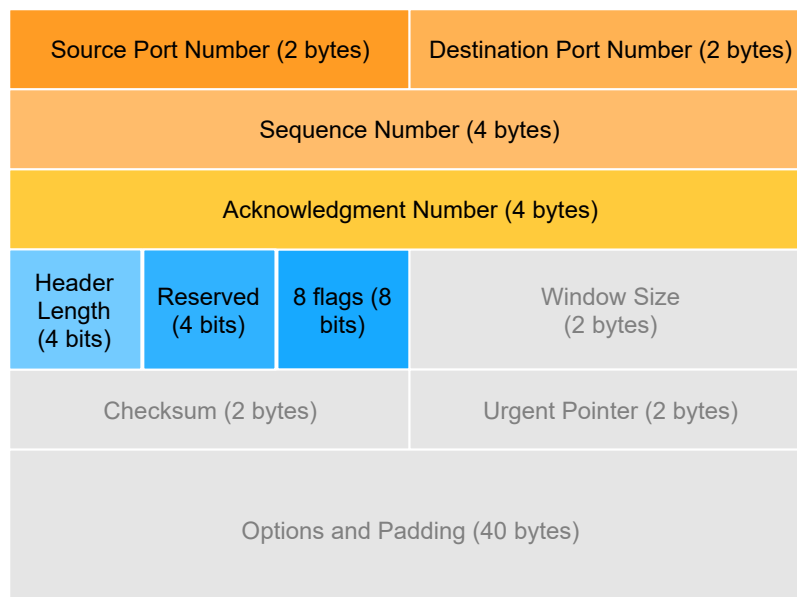 Source Port Number (2 bytes)
Destination Port Number (2 bytes)
Sequence Number (4 bytes)
Acknowledgment Number (4 bytes)
Header
Length
(4 bits)
Reserved
(4 bits)
8 flags (8
bits)
Window Size
(2 bytes)
Checksum (2 bytes)
Urgent Pointer (2 bytes)
Options and Padding (40 bytes)